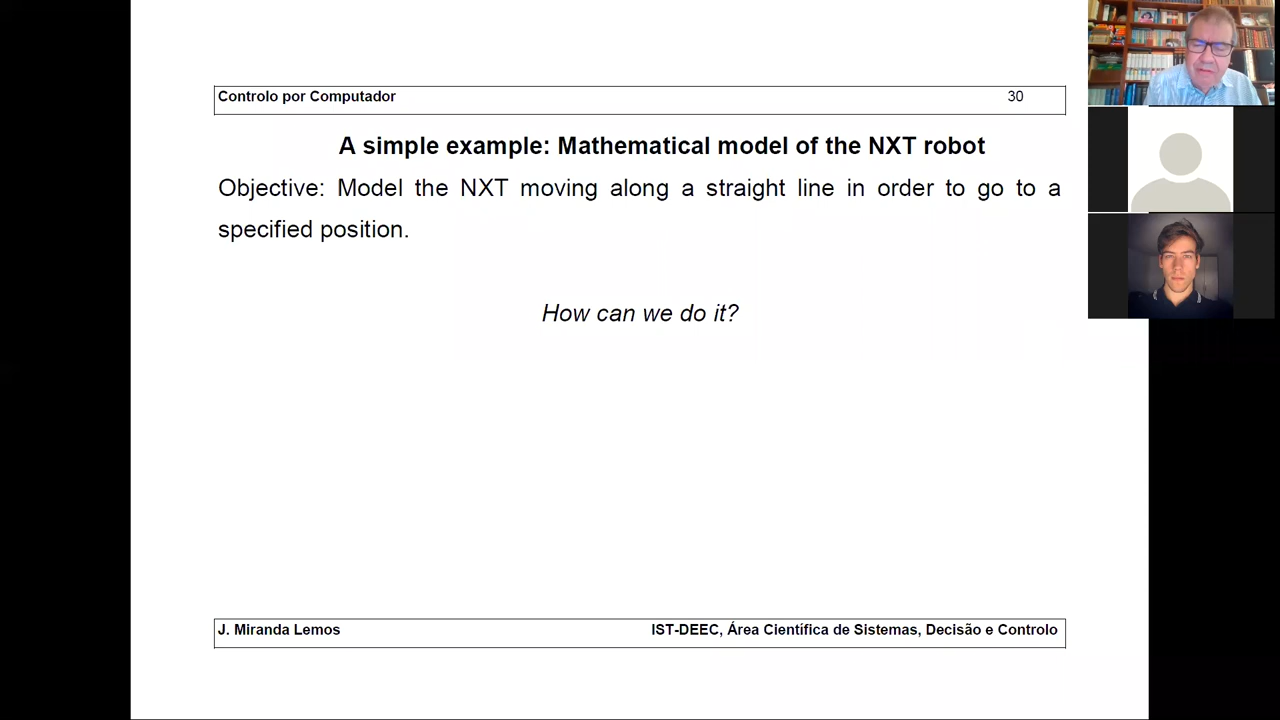 Controlo por Computador 30
A simple example: Mathematical model of the NXT robot
Objective: Model the NXT moving along a straight line in order to go to a
specified position.
How can we do it?
J. Miranda Lemos IST-DEEC, Área Científica de Sistemas, Decisão e Controlo